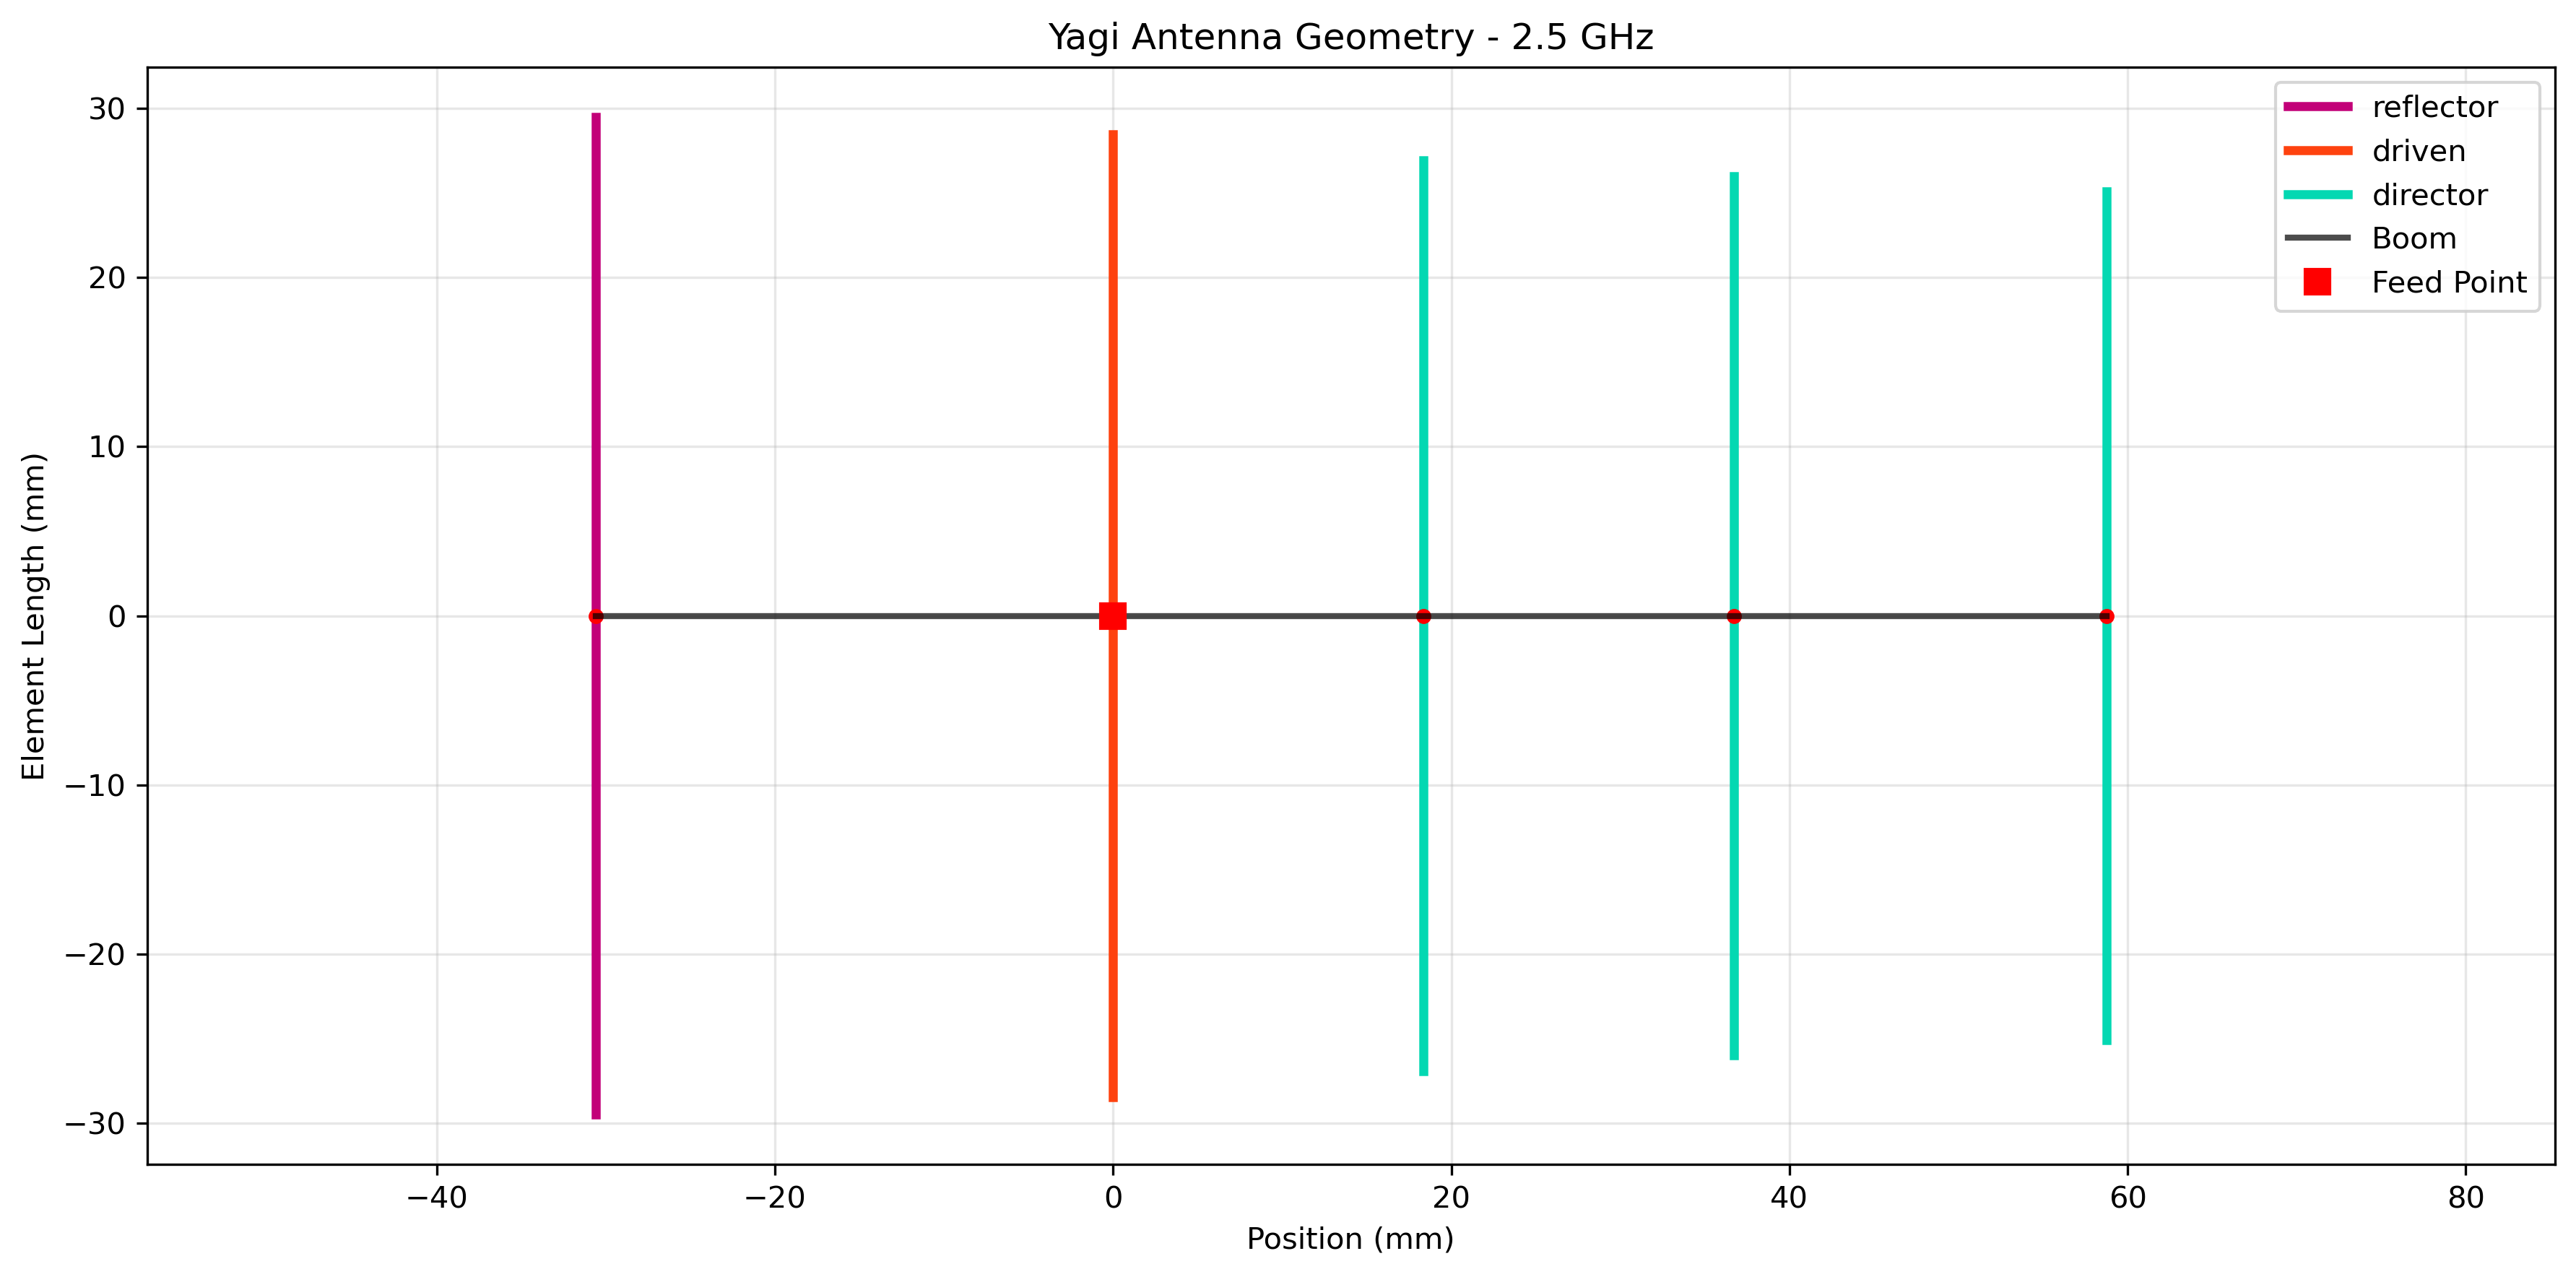 Yagi Antenna Geometry - 2.5 GHz
reflector
driven
director
Boom
Feed Point
Element Length (mm)
30
20
10
0
−10
−20
−30
−40
−20
0
20
40
60
80
Position (mm)